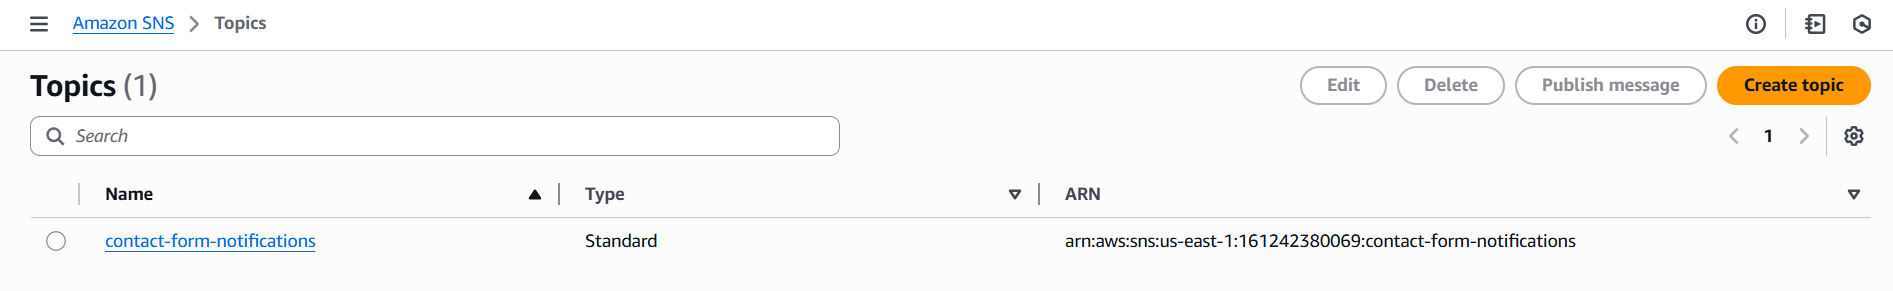 Amazon SNS Topics
Topics (1)
Edit Delete Publish message Create topic
Search
1
Name Type ARN
contact-form-notifications Standard arn:aws:sns:us-east-1:161242380069:contact-form-notifications